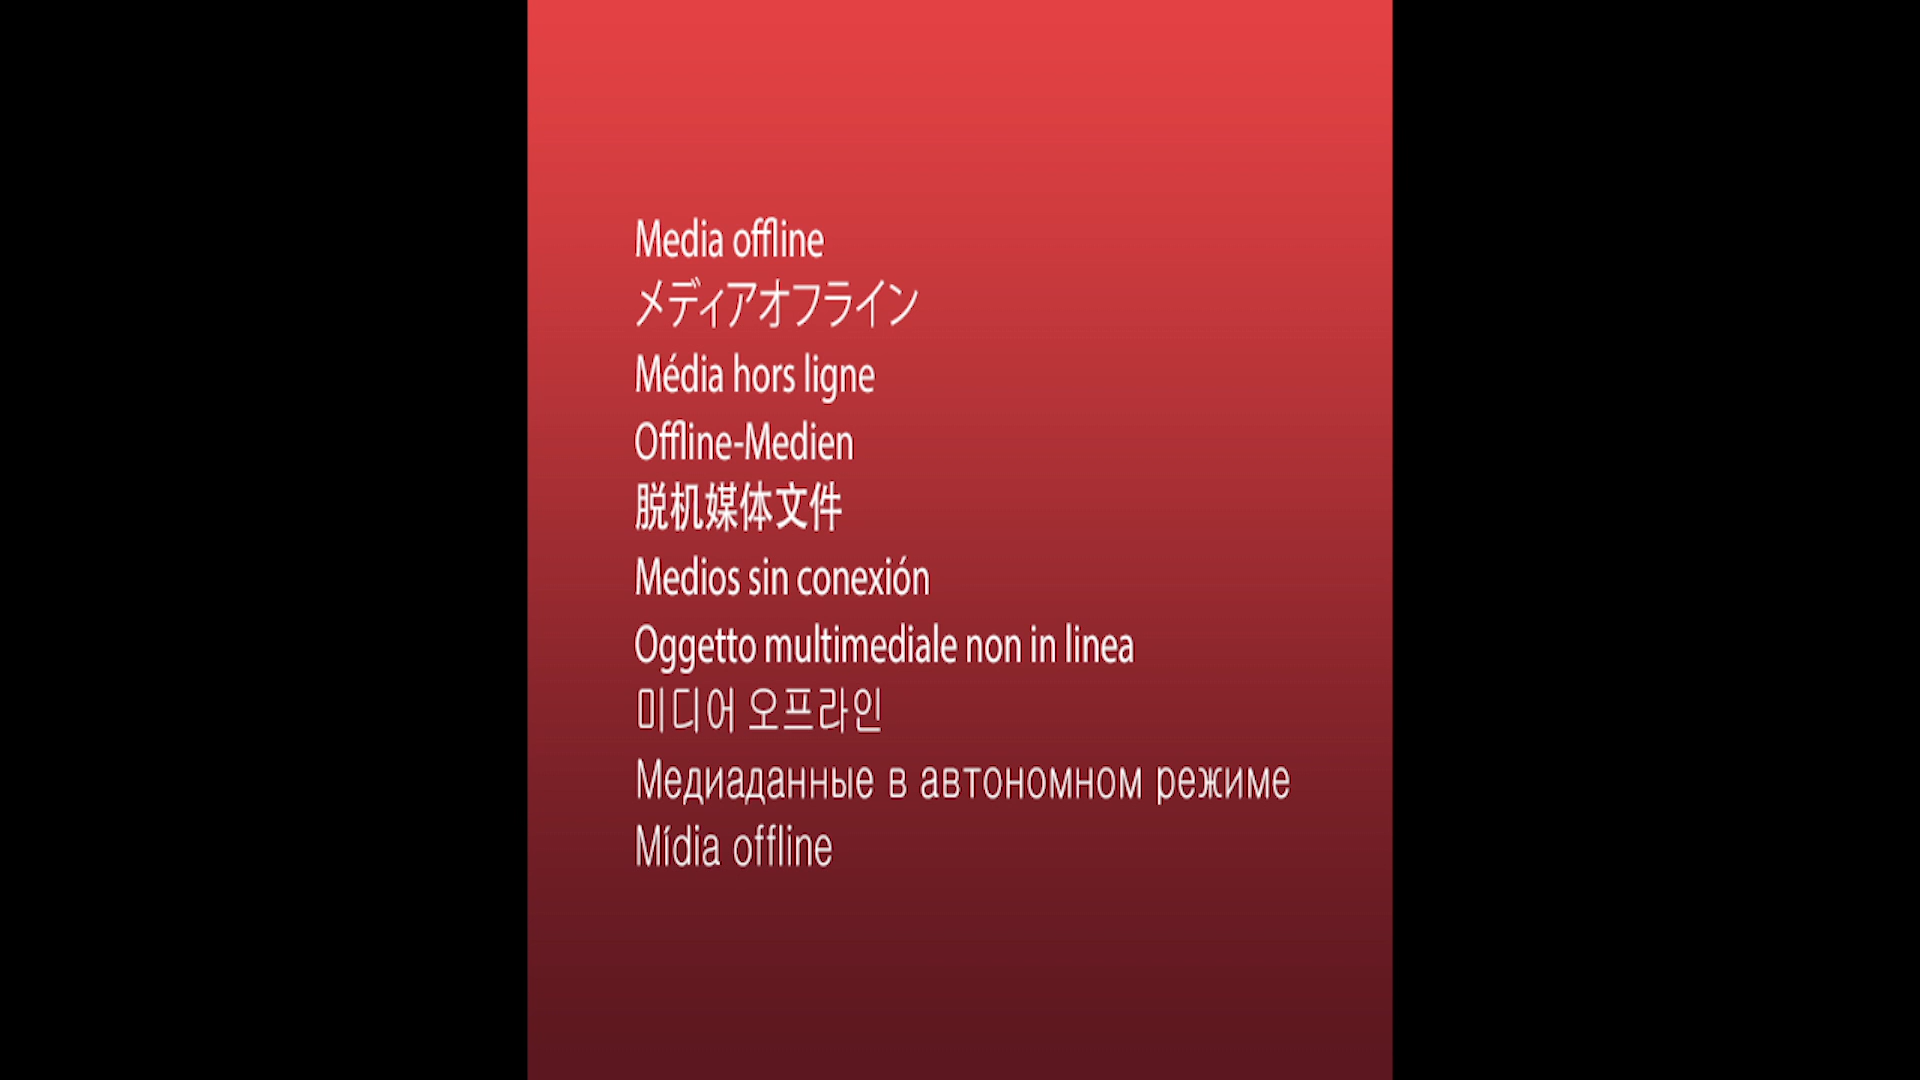 Media offline
メディアオフライン
Média hors ligne
Offline-Medien
脱机媒体文件
Medios sin conexión
Oggetto multimediale non in linea
미디어 오프라인
Медиаданные в автономном режиме
Mídia offline